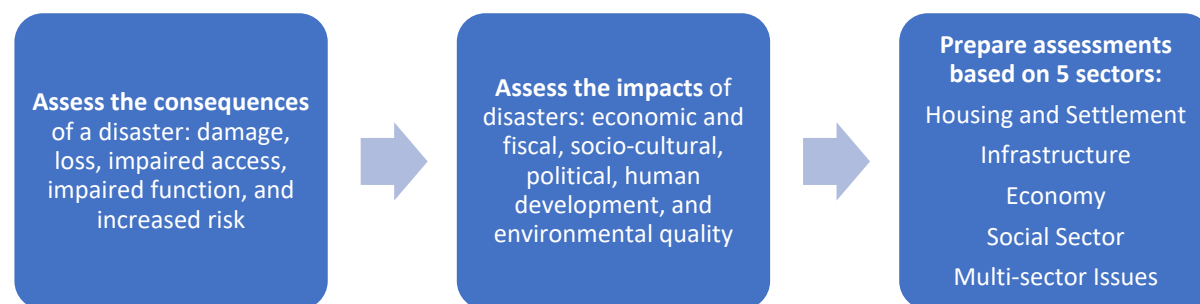 Assess the consequences
of a disaster: damage,
loss, impaired access,
impaired function, and
increased risk
Assess the impacts of
disasters: economic and
fiscal, socio-cultural,
political, human
development, and
environmental quality
Prepare assessments
based on 5 sectors:
Housing and Settlement
Infrastructure
Economy
Social Sector
Multi-sector Issues